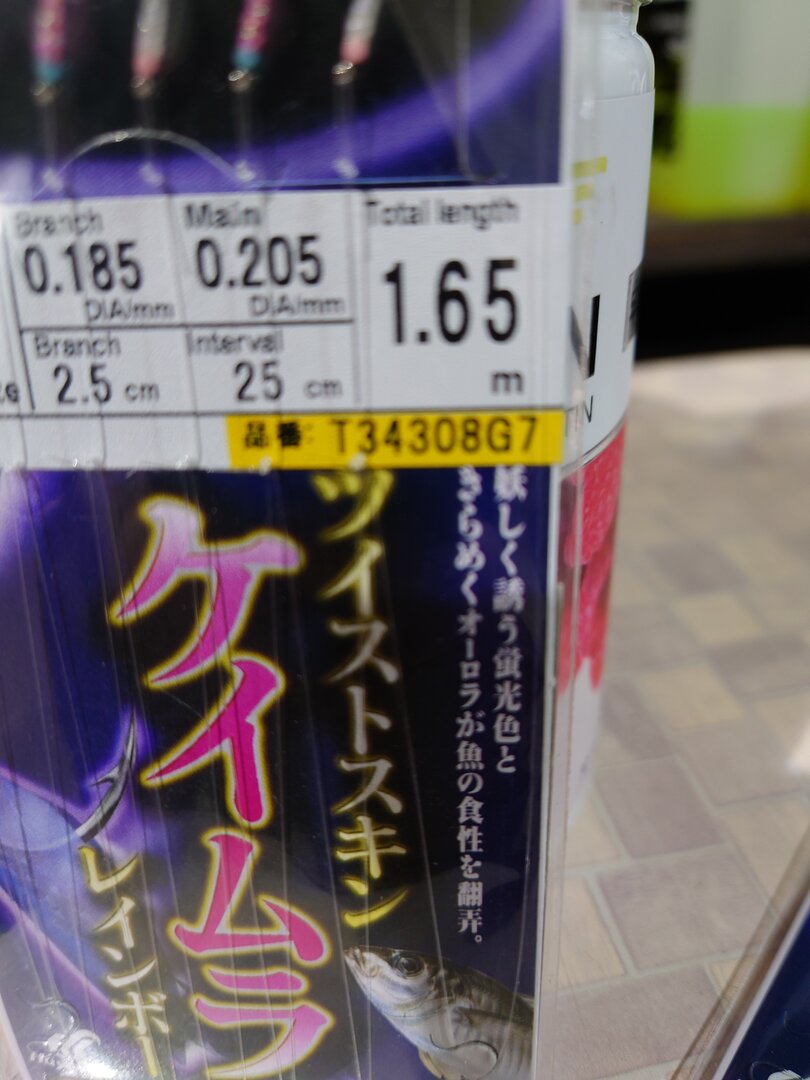 Branch
0.185
DIA/mm
Main
0.205
DIA/mm
Total length
1.65
m
Branch
2.5 cm
Interval
25 cm
品番: T34308G7
妖しく誘う蛍光色と
きらめくオーロラが魚の食性を翻弄。
ツイストスキン
ケイムラ
レインボー
TIN